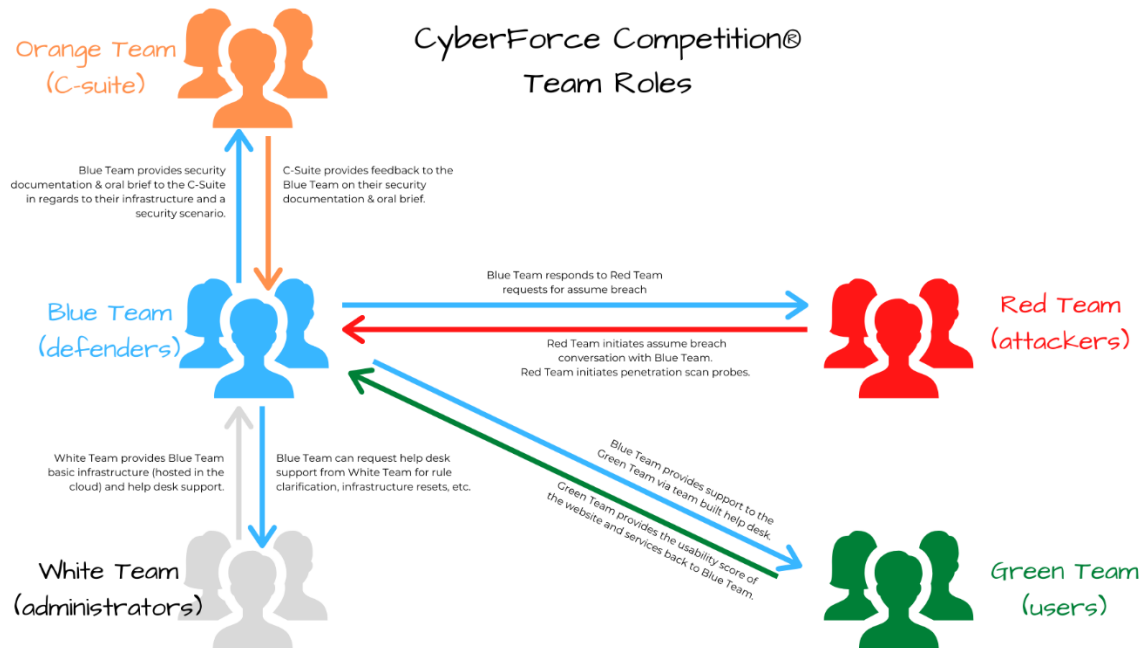 CyberForce Competition®
Team Roles
Orange Team
(C-suite)
Blue Team provides security
documentation & oral brief to the C-Suite
in regards to their infrastructure and a
security scenario.
C-Suite provides feedback to the
Blue Team on their security
documentation & oral brief.
Blue Team
(defenders)
Blue Team responds to Red Team
requests for assume breach
Red Team initiates assume breach
conversation with Blue Team.
Red Team initiates penetration scan probes.
Red Team
(attackers)
White Team provides Blue Team
basic infrastructure (hosted in the
cloud) and help desk support.
Blue Team can request help desk
support from White Team for rule
clarification, infrastructure resets, etc.
Blue Team provides support to the
Green Team via team built help desk.
Green Team provides the usability score of
the website and services back to Blue Team.
White Team
(administrators)
Green Team
(users)